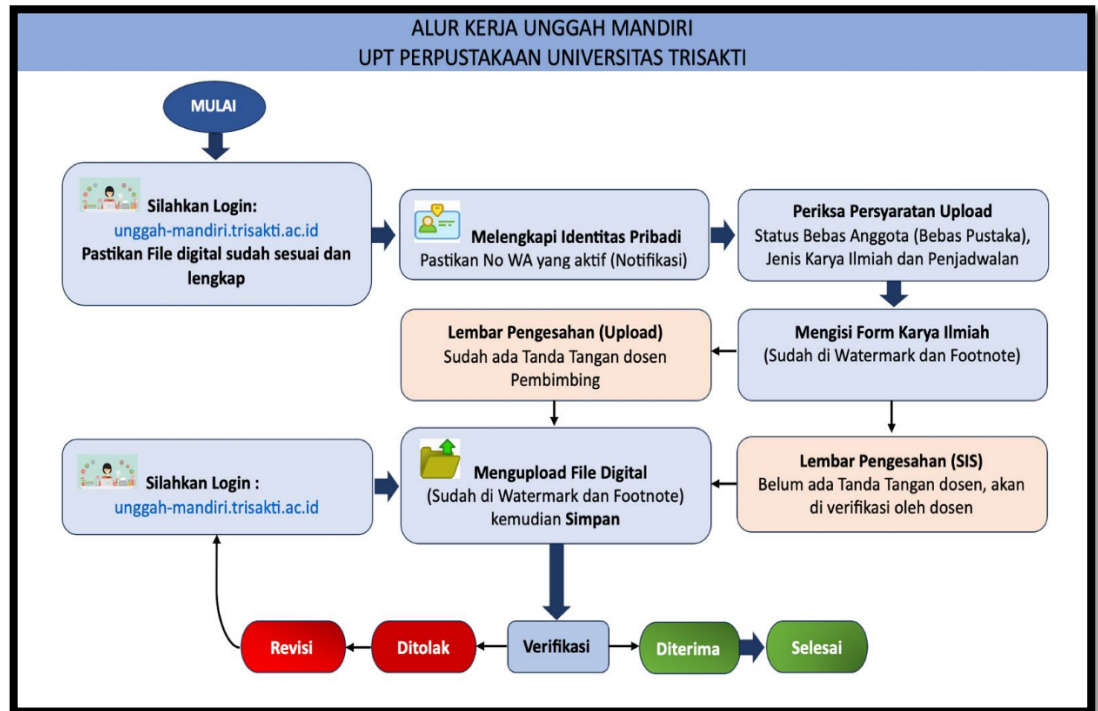 ALUR KERJA UNGGAH MANDIRI
UPT PERPUSTAKAAN UNIVERSITAS TRISAKTI
MULAI
Silahkan Login:
unggah-mandiri.trisakti.ac.id
Pastikan File digital sudah sesuai dan
lengkap
Melengkapi Identitas Pribadi
Pastikan No WA yang aktif (Notifikasi)
Periksa Persyaratan Upload
Status Bebas Anggota (Bebas Pustaka),
Jenis Karya Ilmiah dan Penjadwalan
Lembar Pengesahan (Upload)
Sudah ada Tanda Tangan dosen
Pembimbing
Mengisi Form Karya Ilmiah
(Sudah di Watermark dan Footnote)
Silahkan Login :
unggah-mandiri.trisakti.ac.id
Mengupload File Digital
(Sudah di Watermark dan Footnote)
kemudian Simpan
Lembar Pengesahan (SIS)
Belum ada Tanda Tangan dosen, akan
di verifikasi oleh dosen
Revisi
Ditolak
Verifikasi
Diterima
Selesai